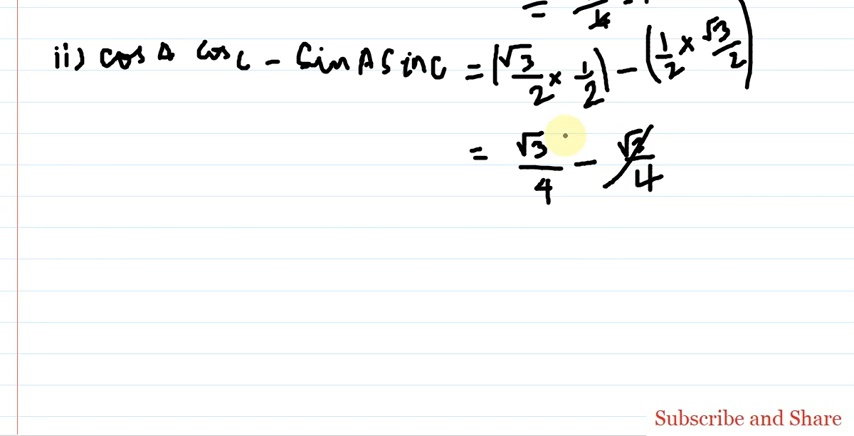 =
ii) cos A cos C - Sin A Sin C = (√3/2 × 1/2) - (1/2 × √3/2)
= √3/4 - √3/4
Subscribe and Share